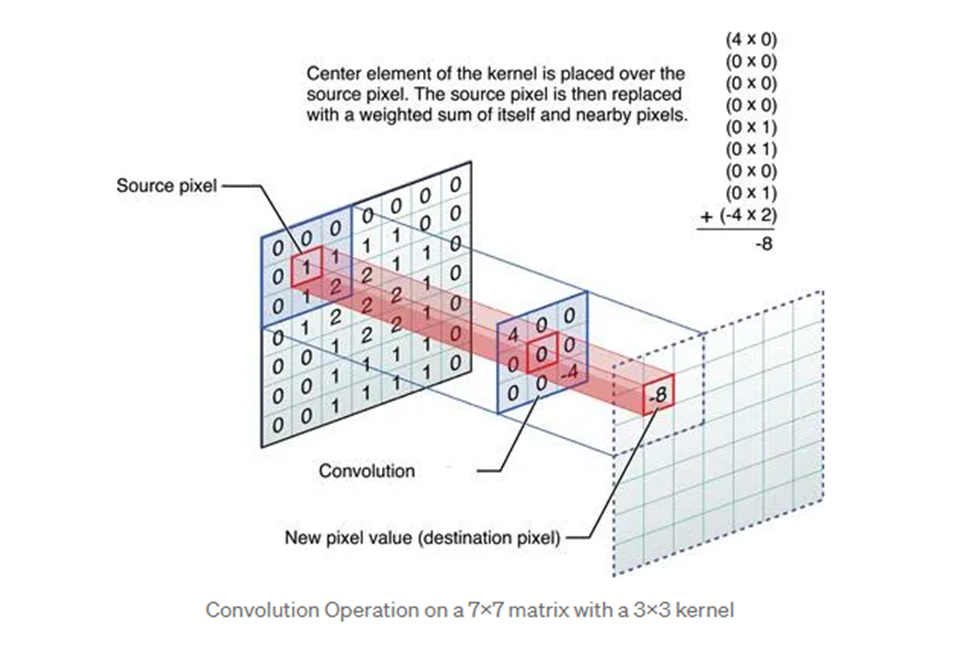 (4 x 0)
(0 x 0)
(0 x 0)
(0 x 0)
(0 x 1)
(0 x 1)
(0 x 0)
(0 x 1)
+ (-4 x 2)
-8
Center element of the kernel is placed over the
source pixel. The source pixel is then replaced
with a weighted sum of itself and nearby pixels.
Source pixel
0 0 0 0 0 0 0
0 1 1 1 1 0 0
0 1 2 2 1 1 0
0 1 2 2 2 1 0
0 0 1 2 2 1 0
0 0 1 1 1 1 0
0 0 1 1 1 1 0
4 0 0
0 0 0
0 0 -4
-8
Convolution
New pixel value (destination pixel)
Convolution Operation on a 7×7 matrix with a 3×3 kernel